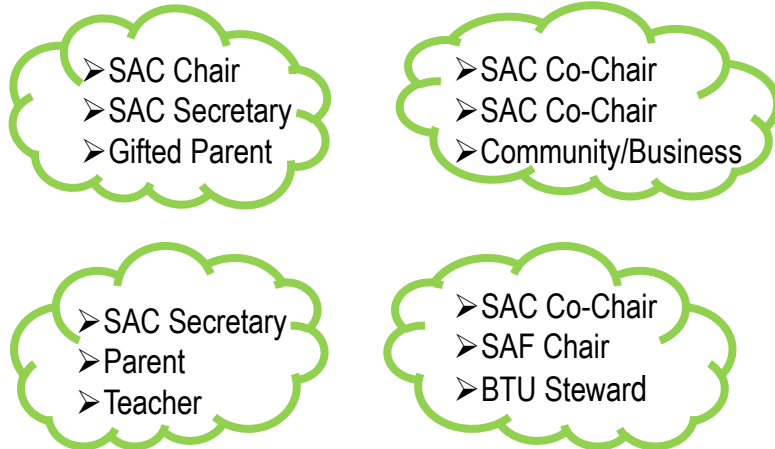 ➢SAC Chair
➢SAC Secretary
➢Gifted Parent
➢SAC Co-Chair
➢SAC Co-Chair
➢Community/Business
➢SAC Secretary
➢Parent
➢Teacher
➢SAC Co-Chair
➢SAF Chair
➢BTU Steward